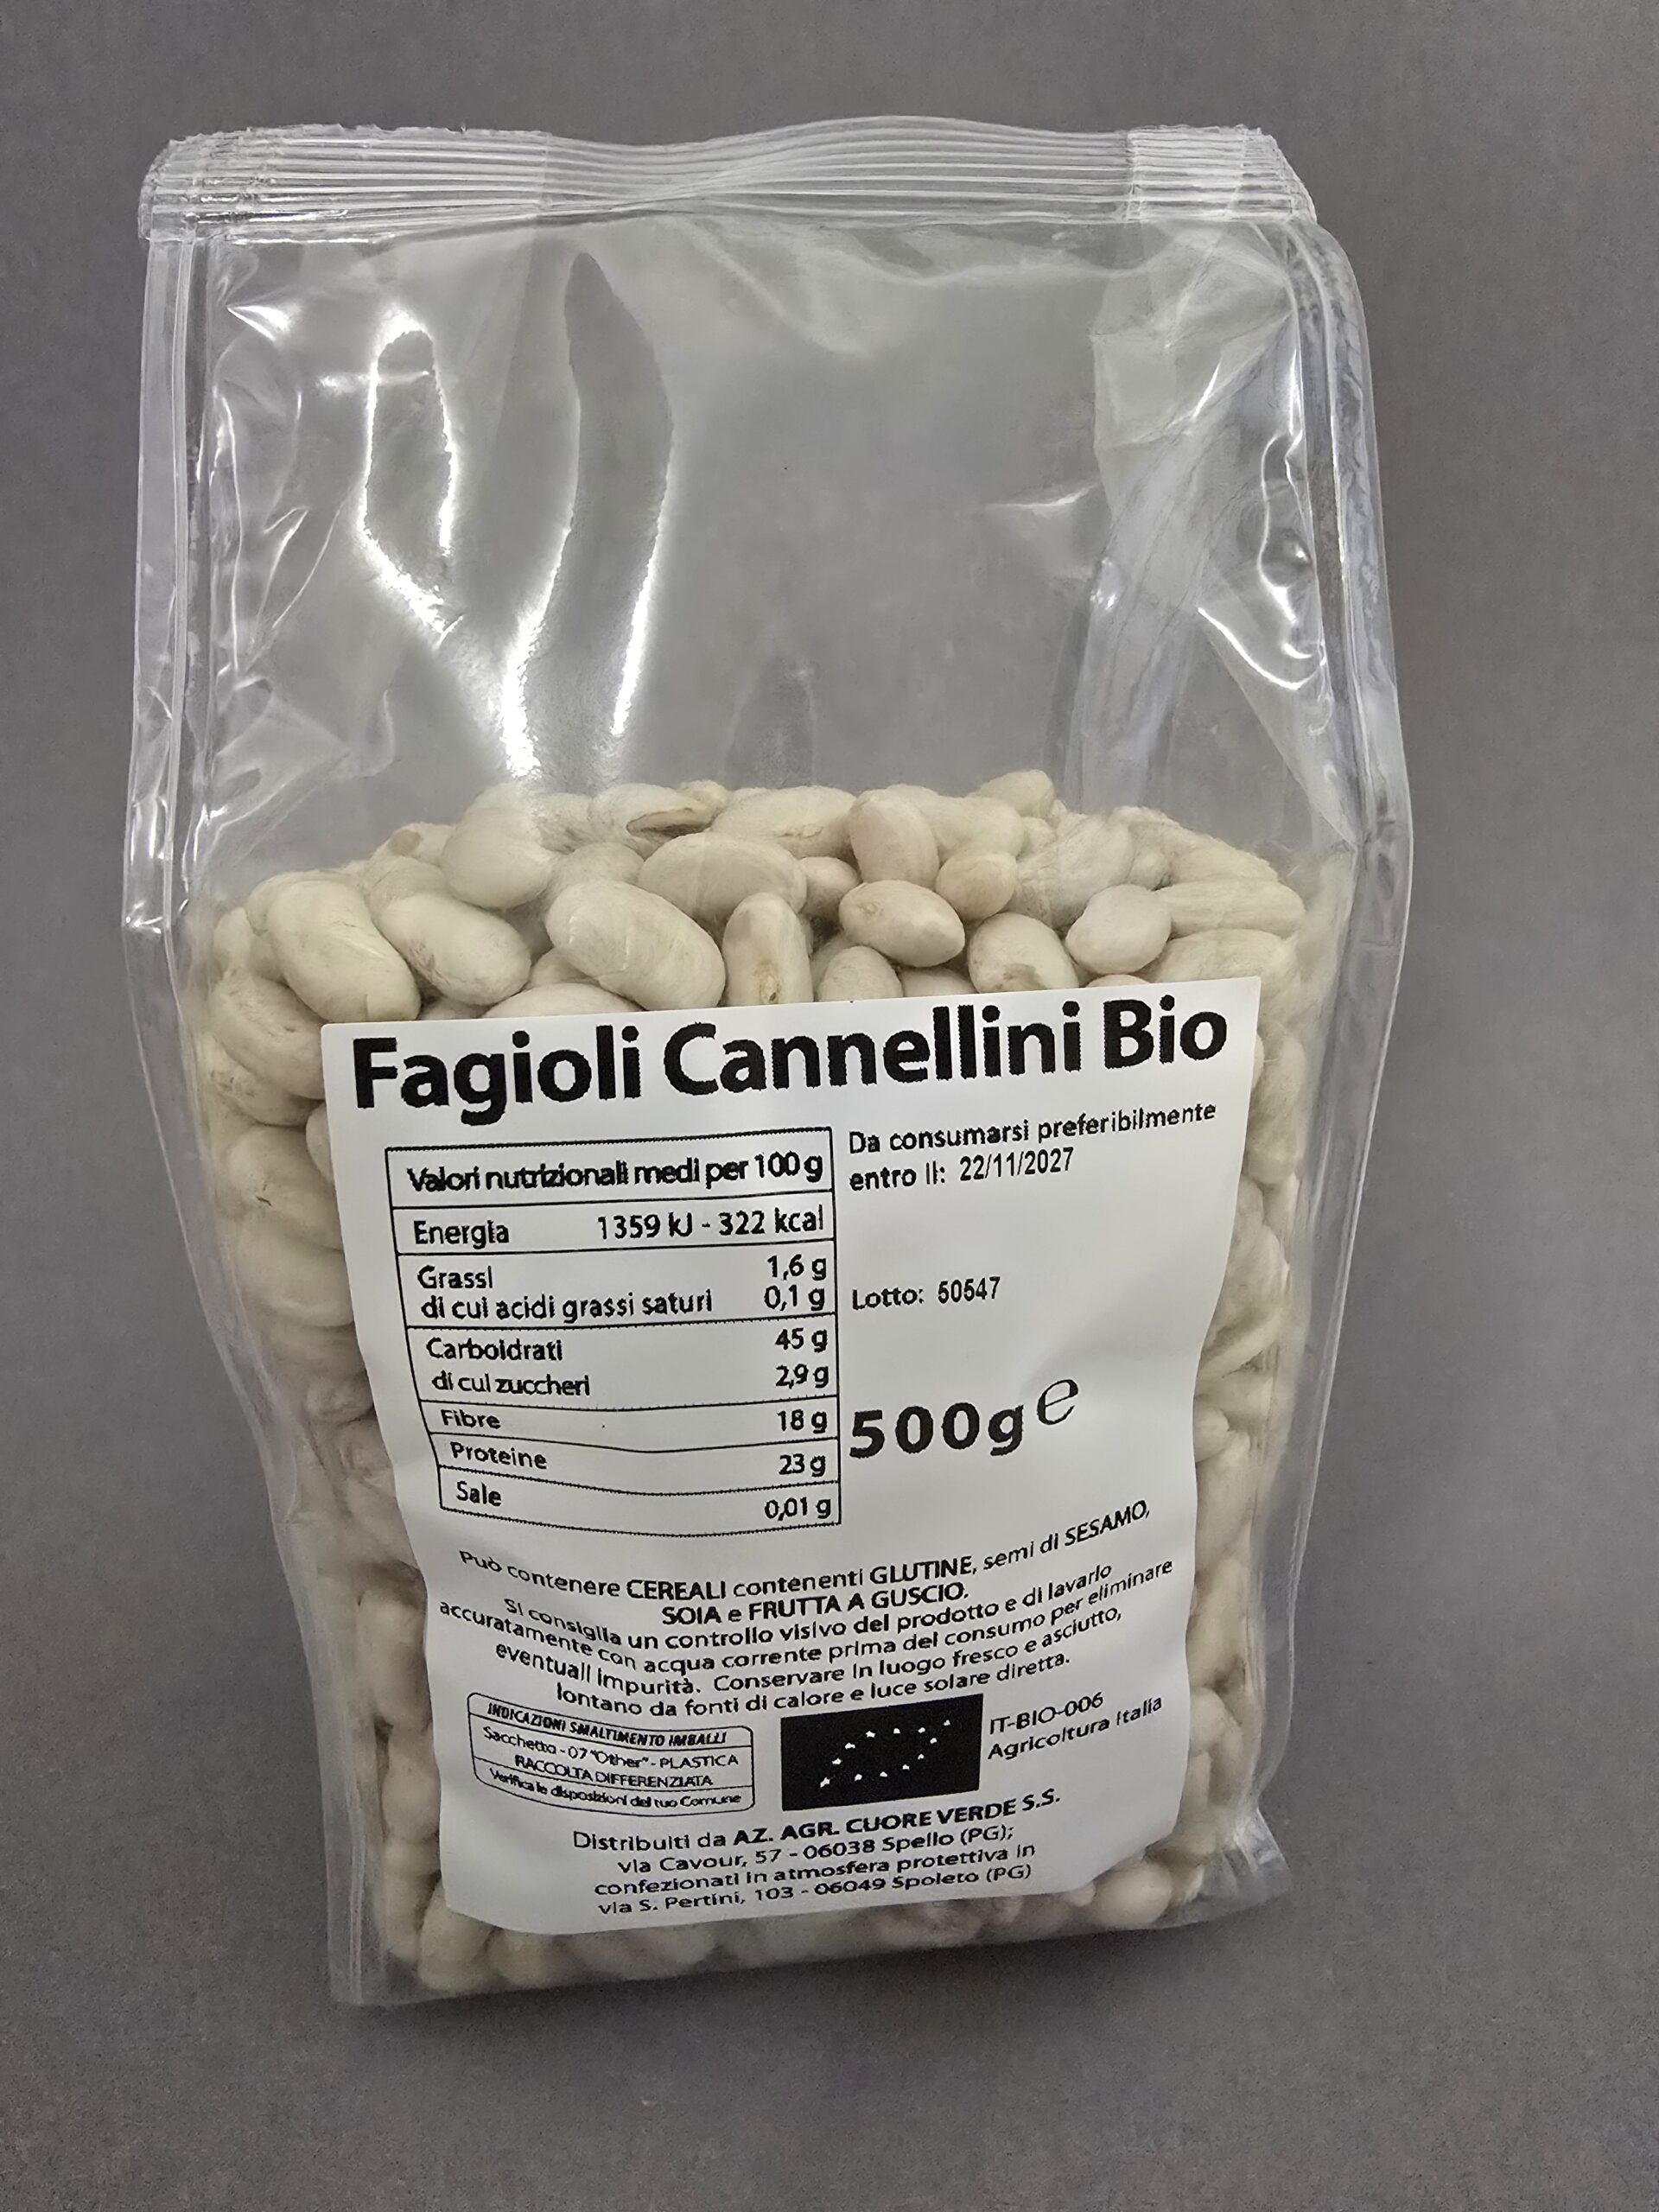 Fagioli Cannellini Bio
Valori nutrizionali medi per 100 g
Energia 1359 kJ - 322 kcal
Grassi 1,6 g
di cui acidi grassi saturi 0,1 g
Carboidrati 45 g
di cui zuccheri 2,9 g
Fibre 18 g
Proteine 23 g
Sale 0,01 g
Da consumarsi preferibilmente
entro il: 22/11/2027
Lotto: 50547
500g e
Può contenere CEREALI contenenti GLUTINE, semi di SESAMO,
SOIA e FRUTTA A GUSCIO.
Si consiglia un controllo visivo del prodotto e di lavarlo
accuratamente con acqua corrente prima del consumo per eliminare
eventuali impurità. Conservare in luogo fresco e asciutto,
lontano da fonti di calore e luce solare diretta.
INDICAZIONI SMALTIMENTO IMBALLI
Sacchetto - 07 "Other" - PLASTICA
RACCOLTA DIFFERENZIATA
Verifica le disposizioni del tuo Comune
IT-BIO-006
Agricoltura Italia
Distribuiti da AZ. AGR. CUORE VERDE S.S.
via Cavour, 57 - 06038 Spello (PG);
confezionati in atmosfera protettiva in
via S. Pertini, 103 - 06049 Spoleto (PG)